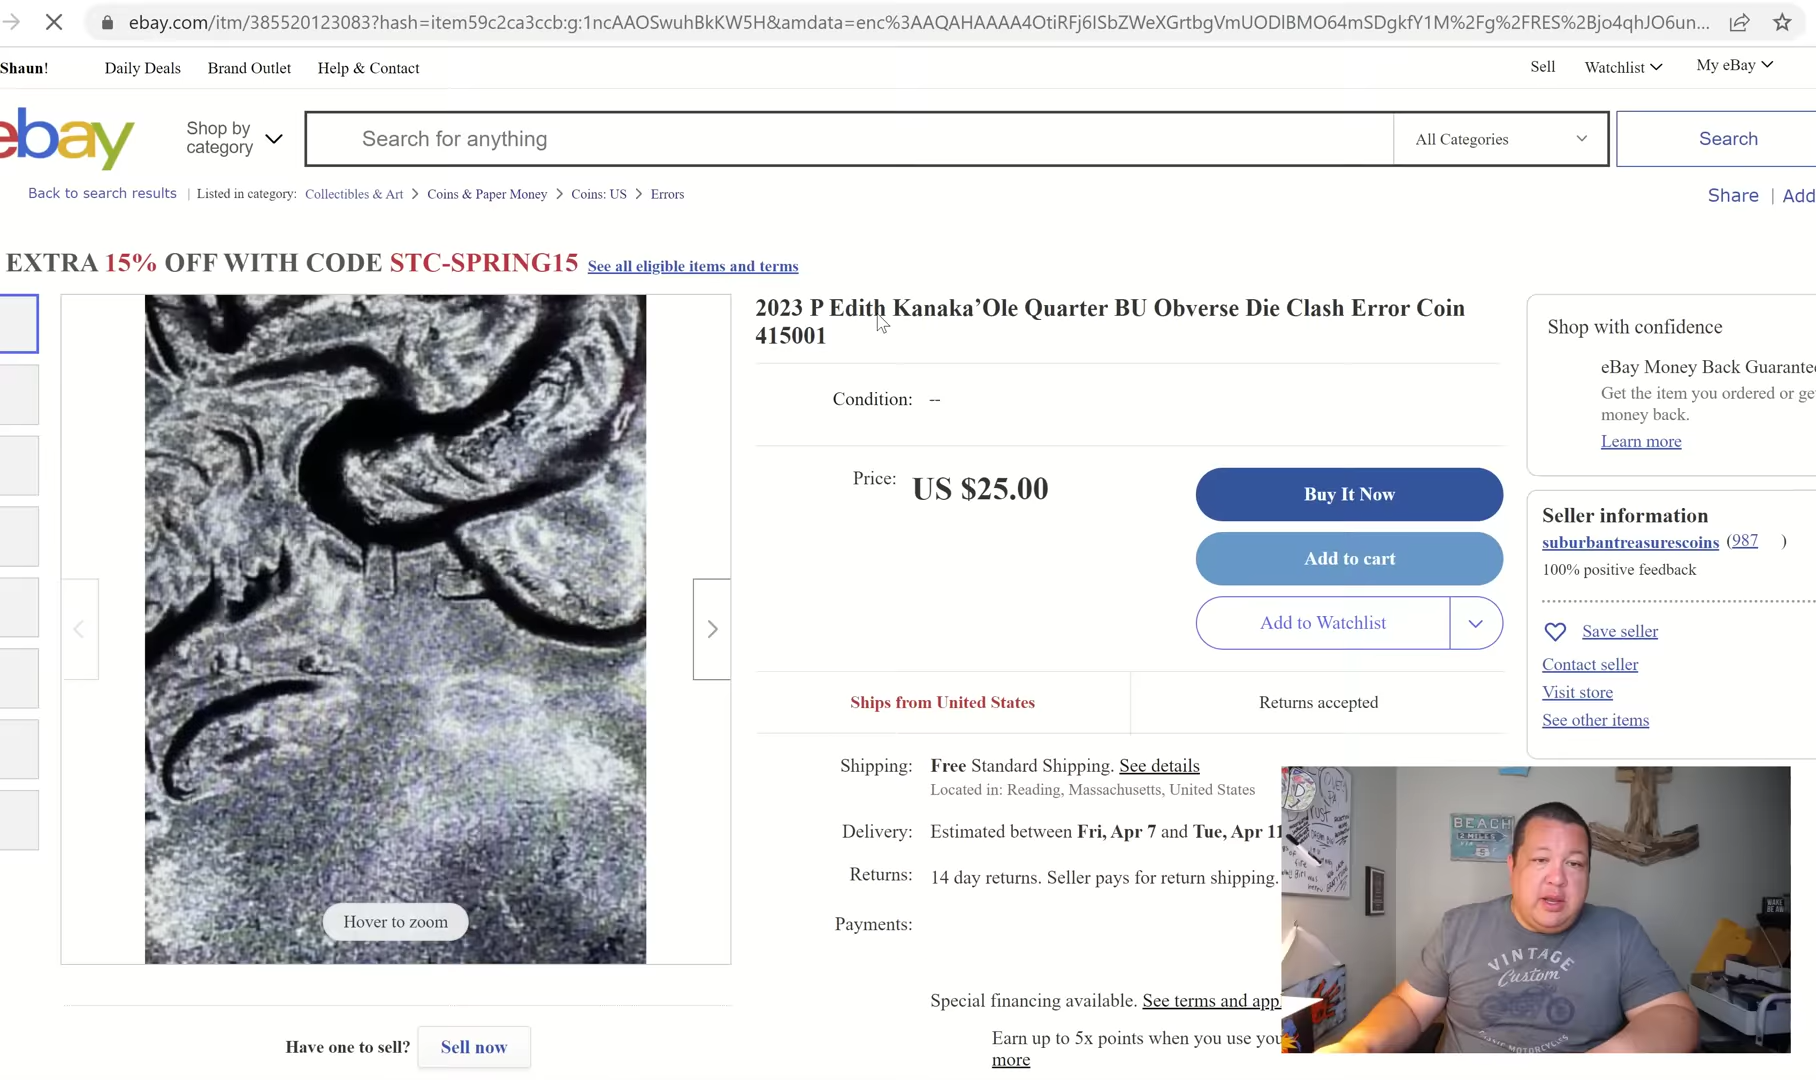 ebay.com/itm/385520123083?hash=item59c2ca3ccb:g:1ncAAOSwuhBkKW5H&amdata=enc%3AAQAHAAAA4OtiRFj6ISbZWeXGrtbgVmUODlBMO64mSDgkfY1M%2Fg%2FRES%2Bjo4qhJO6un...
Shaun! Daily Deals Brand Outlet Help & Contact Sell Watchlist My eBay
ebay Shop by category Search for anything All Categories Search
Back to search results | Listed in category: Collectibles & Art > Coins & Paper Money > Coins: US > Errors Share | Add
EXTRA 15% OFF WITH CODE STC-SPRING15 See all eligible items and terms
2023 P Edith Kanaka’Ole Quarter BU Obverse Die Clash Error Coin
415001
Condition: --
Price: US $25.00
Buy It Now
Add to cart
Add to Watchlist
Ships from United States Returns accepted
Shipping: Free Standard Shipping. See details
Located in: Reading, Massachusetts, United States
Delivery: Estimated between Fri, Apr 7 and Tue, Apr 11
Returns: 14 day returns. Seller pays for return shipping.
Payments:
Special financing available. See terms and app
Earn up to 5x points when you use you
more
Shop with confidence
eBay Money Back Guarantee
Get the item you ordered or ge
money back.
Learn more
Seller information
suburbantreasurescoins (987 )
100% positive feedback
Save seller
Contact seller
Visit store
See other items
Hover to zoom
Have one to sell? Sell now
BEACH
VINTAGE
Custom
MOTORCYCLES